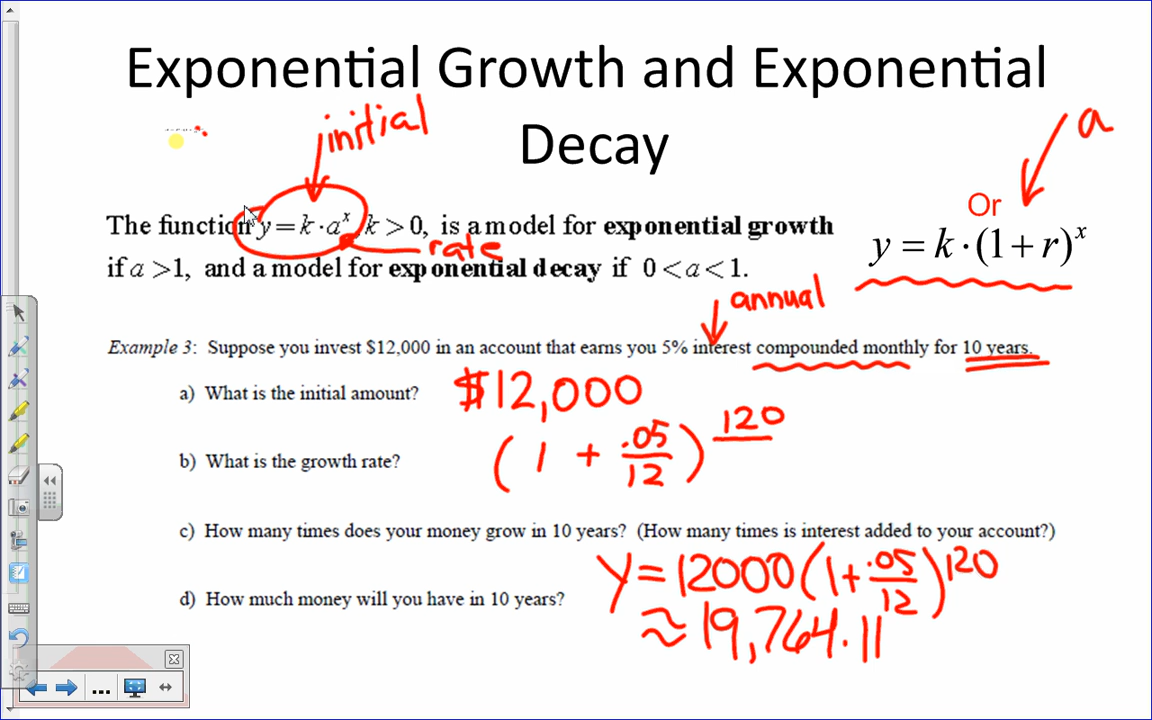 Exponential Growth and Exponential
Decay
initial
a
The function y = k · a^x, k > 0, is a model for exponential growth
rate
if a > 1, and a model for exponential decay if 0 < a < 1.
Or
y = k · (1 + r)^x
annual
Example 3: Suppose you invest $12,000 in an account that earns you 5% interest compounded monthly for 10 years.
a) What is the initial amount?
$12,000
b) What is the growth rate?
(1 + .05/12)^120
c) How many times does your money grow in 10 years? (How many times is interest added to your account?)
y = 12000(1 + .05/12)^120
d) How much money will you have in 10 years?
≈ 19,764.11